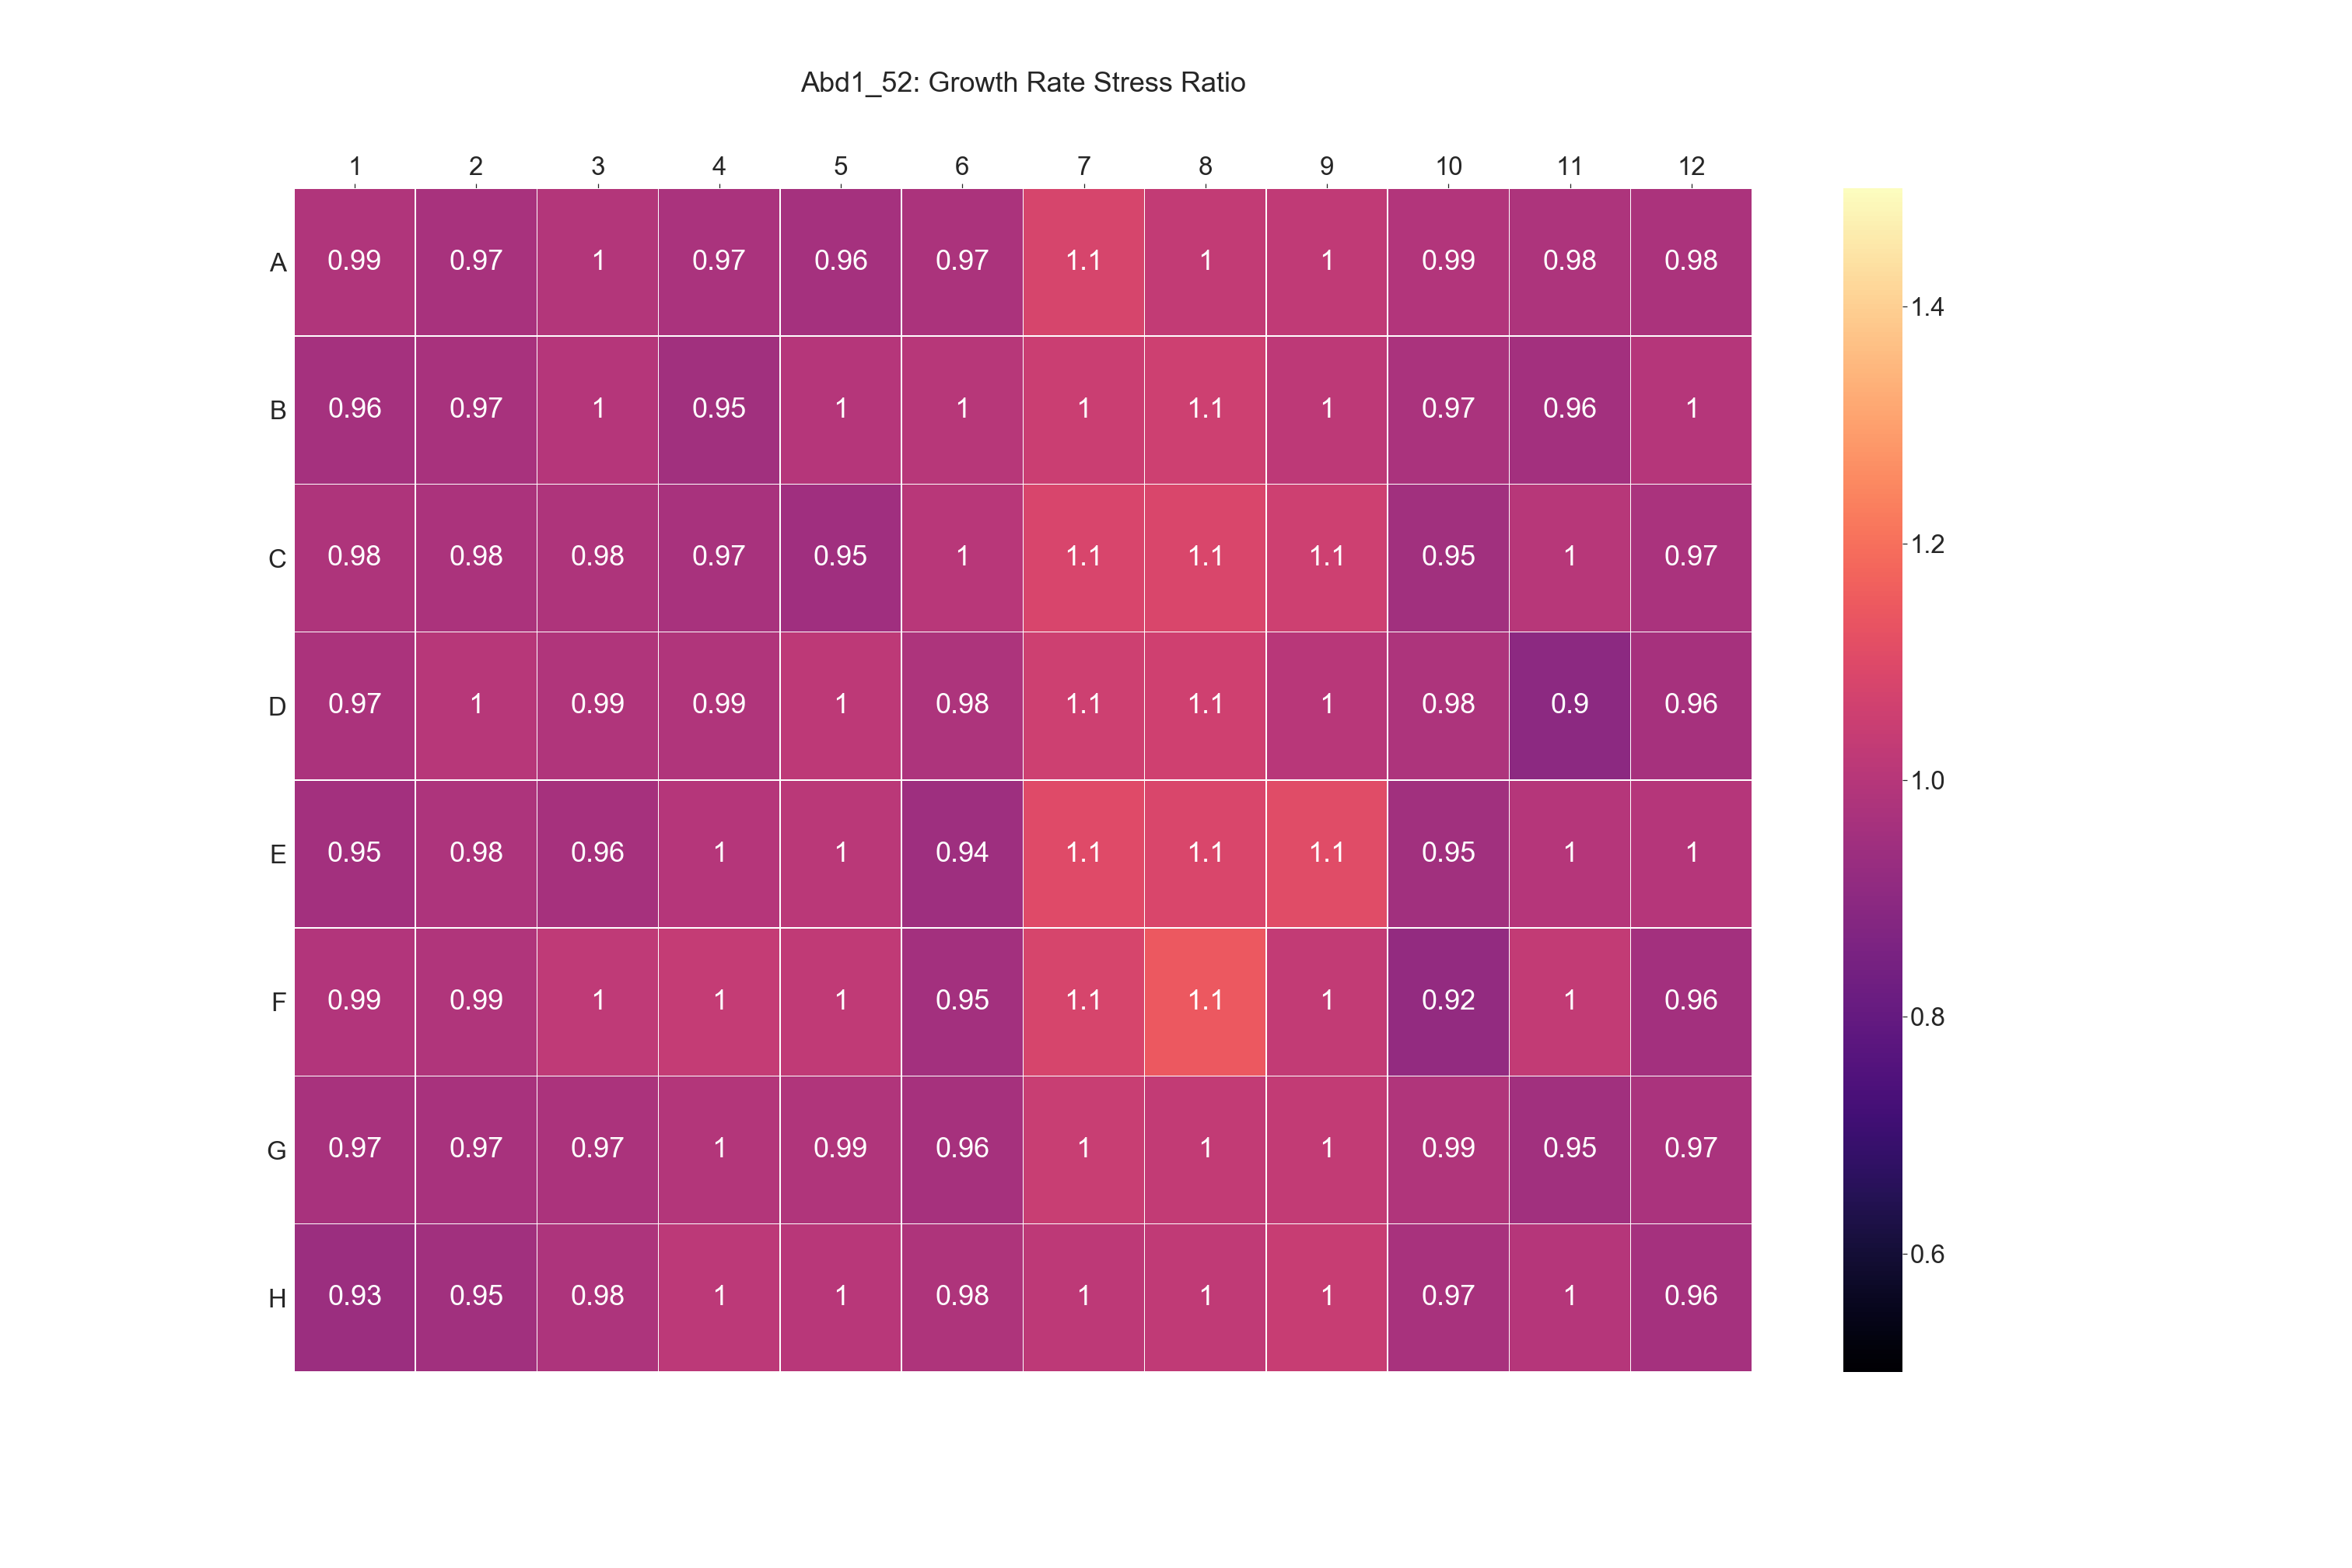 Abd1_52: Growth Rate Stress Ratio
1 2 3 4 5 6 7 8 9 10 11 12
A 0.99 0.97 1 0.97 0.96 0.97 1.1 1 1 0.99 0.98 0.98
B 0.96 0.97 1 0.95 1 1 1 1.1 1 0.97 0.96 1
C 0.98 0.98 0.98 0.97 0.95 1 1.1 1.1 1.1 0.95 1 0.97
D 0.97 1 0.99 0.99 1 0.98 1.1 1.1 1 0.98 0.9 0.96
E 0.95 0.98 0.96 1 1 0.94 1.1 1.1 1.1 0.95 1 1
F 0.99 0.99 1 1 1 0.95 1.1 1.1 1 0.92 1 0.96
G 0.97 0.97 0.97 1 0.99 0.96 1 1 1 0.99 0.95 0.97
H 0.93 0.95 0.98 1 1 0.98 1 1 1 0.97 1 0.96
1.4
1.2
1.0
0.8
0.6